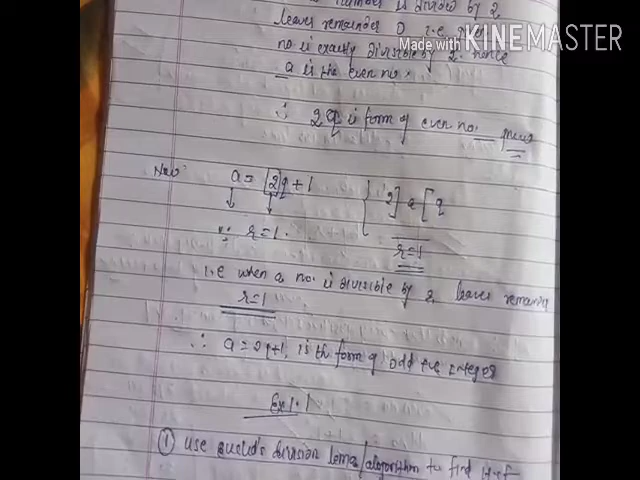 number is divided by 2
leaves remainder 0 i.e.
no is exactly divisible by 2. hence
a is the even no.
∴ 2q is form of even no.
Made with KINEMASTER
Now
a = 2q + 1
2] a [q
∵ r=1.
r=1
i.e when a no. is divisible by 2 leaves remainder
r=1
∴ a = 2q+1, is the form of odd +ve integer
Ex 1.1
① Use Euclid's division lema/algorithm to find H.C.F